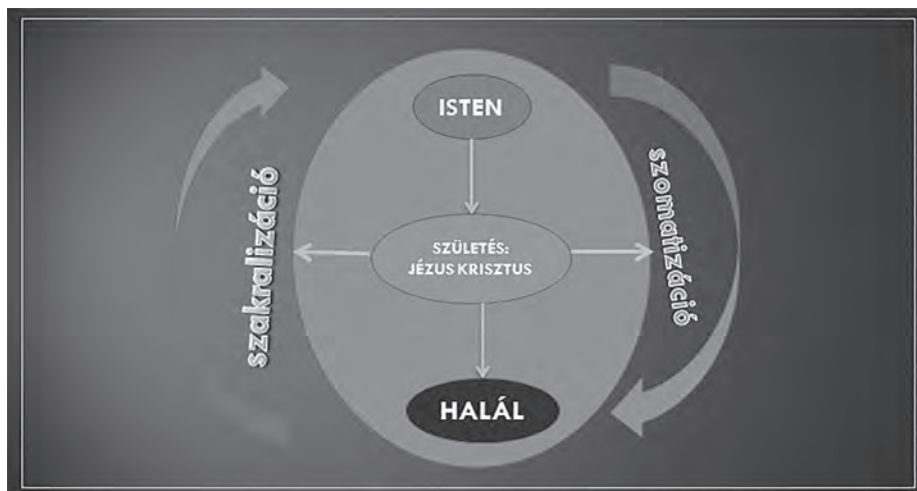 ISTEN
szakralizáció
SZÜLETÉS:
JÉZUS KRISZTUS
szomatizáció
HALÁL